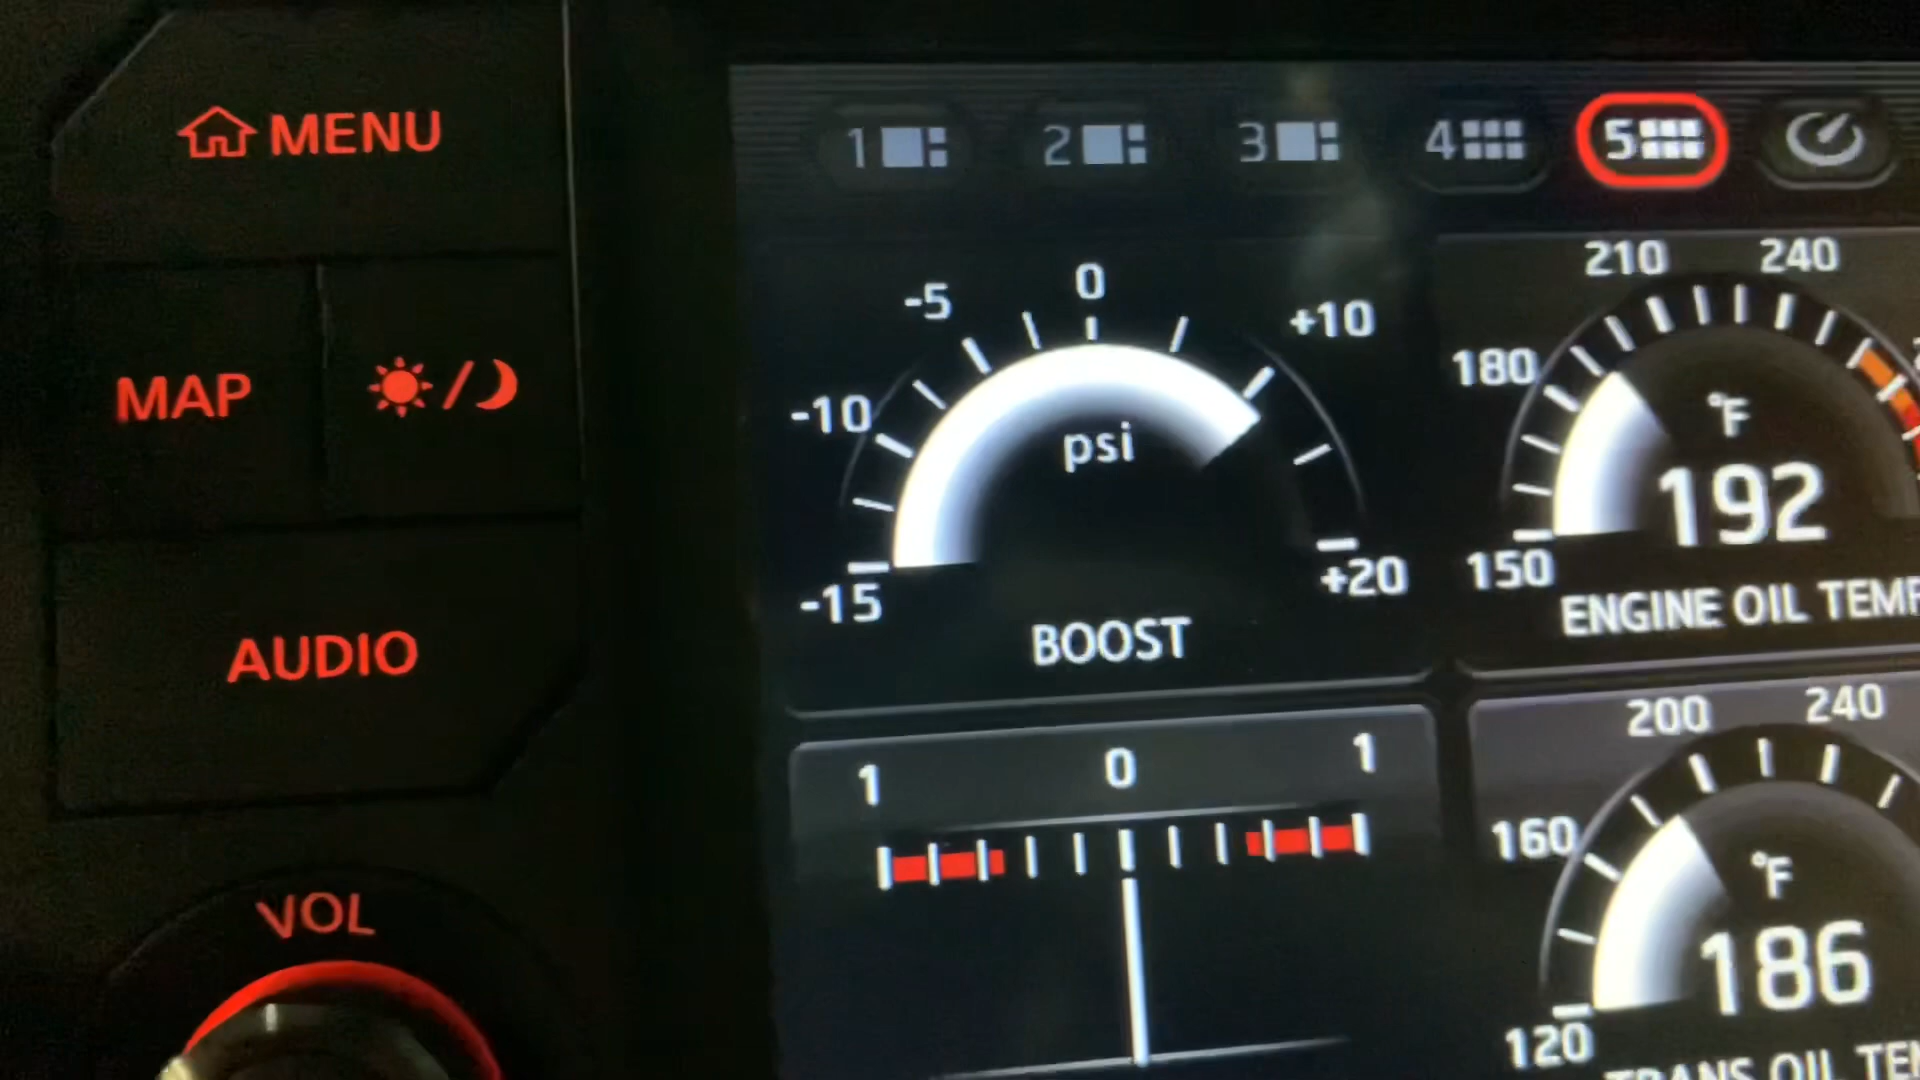 MENU
MAP
/
AUDIO
VOL
1 2 3 4 5
-15 -10 -5 0 +10 +20
psi
BOOST
150 180 210 240
°F
192
ENGINE OIL
1 0 1
120 160 200 240
°F
186
OIL